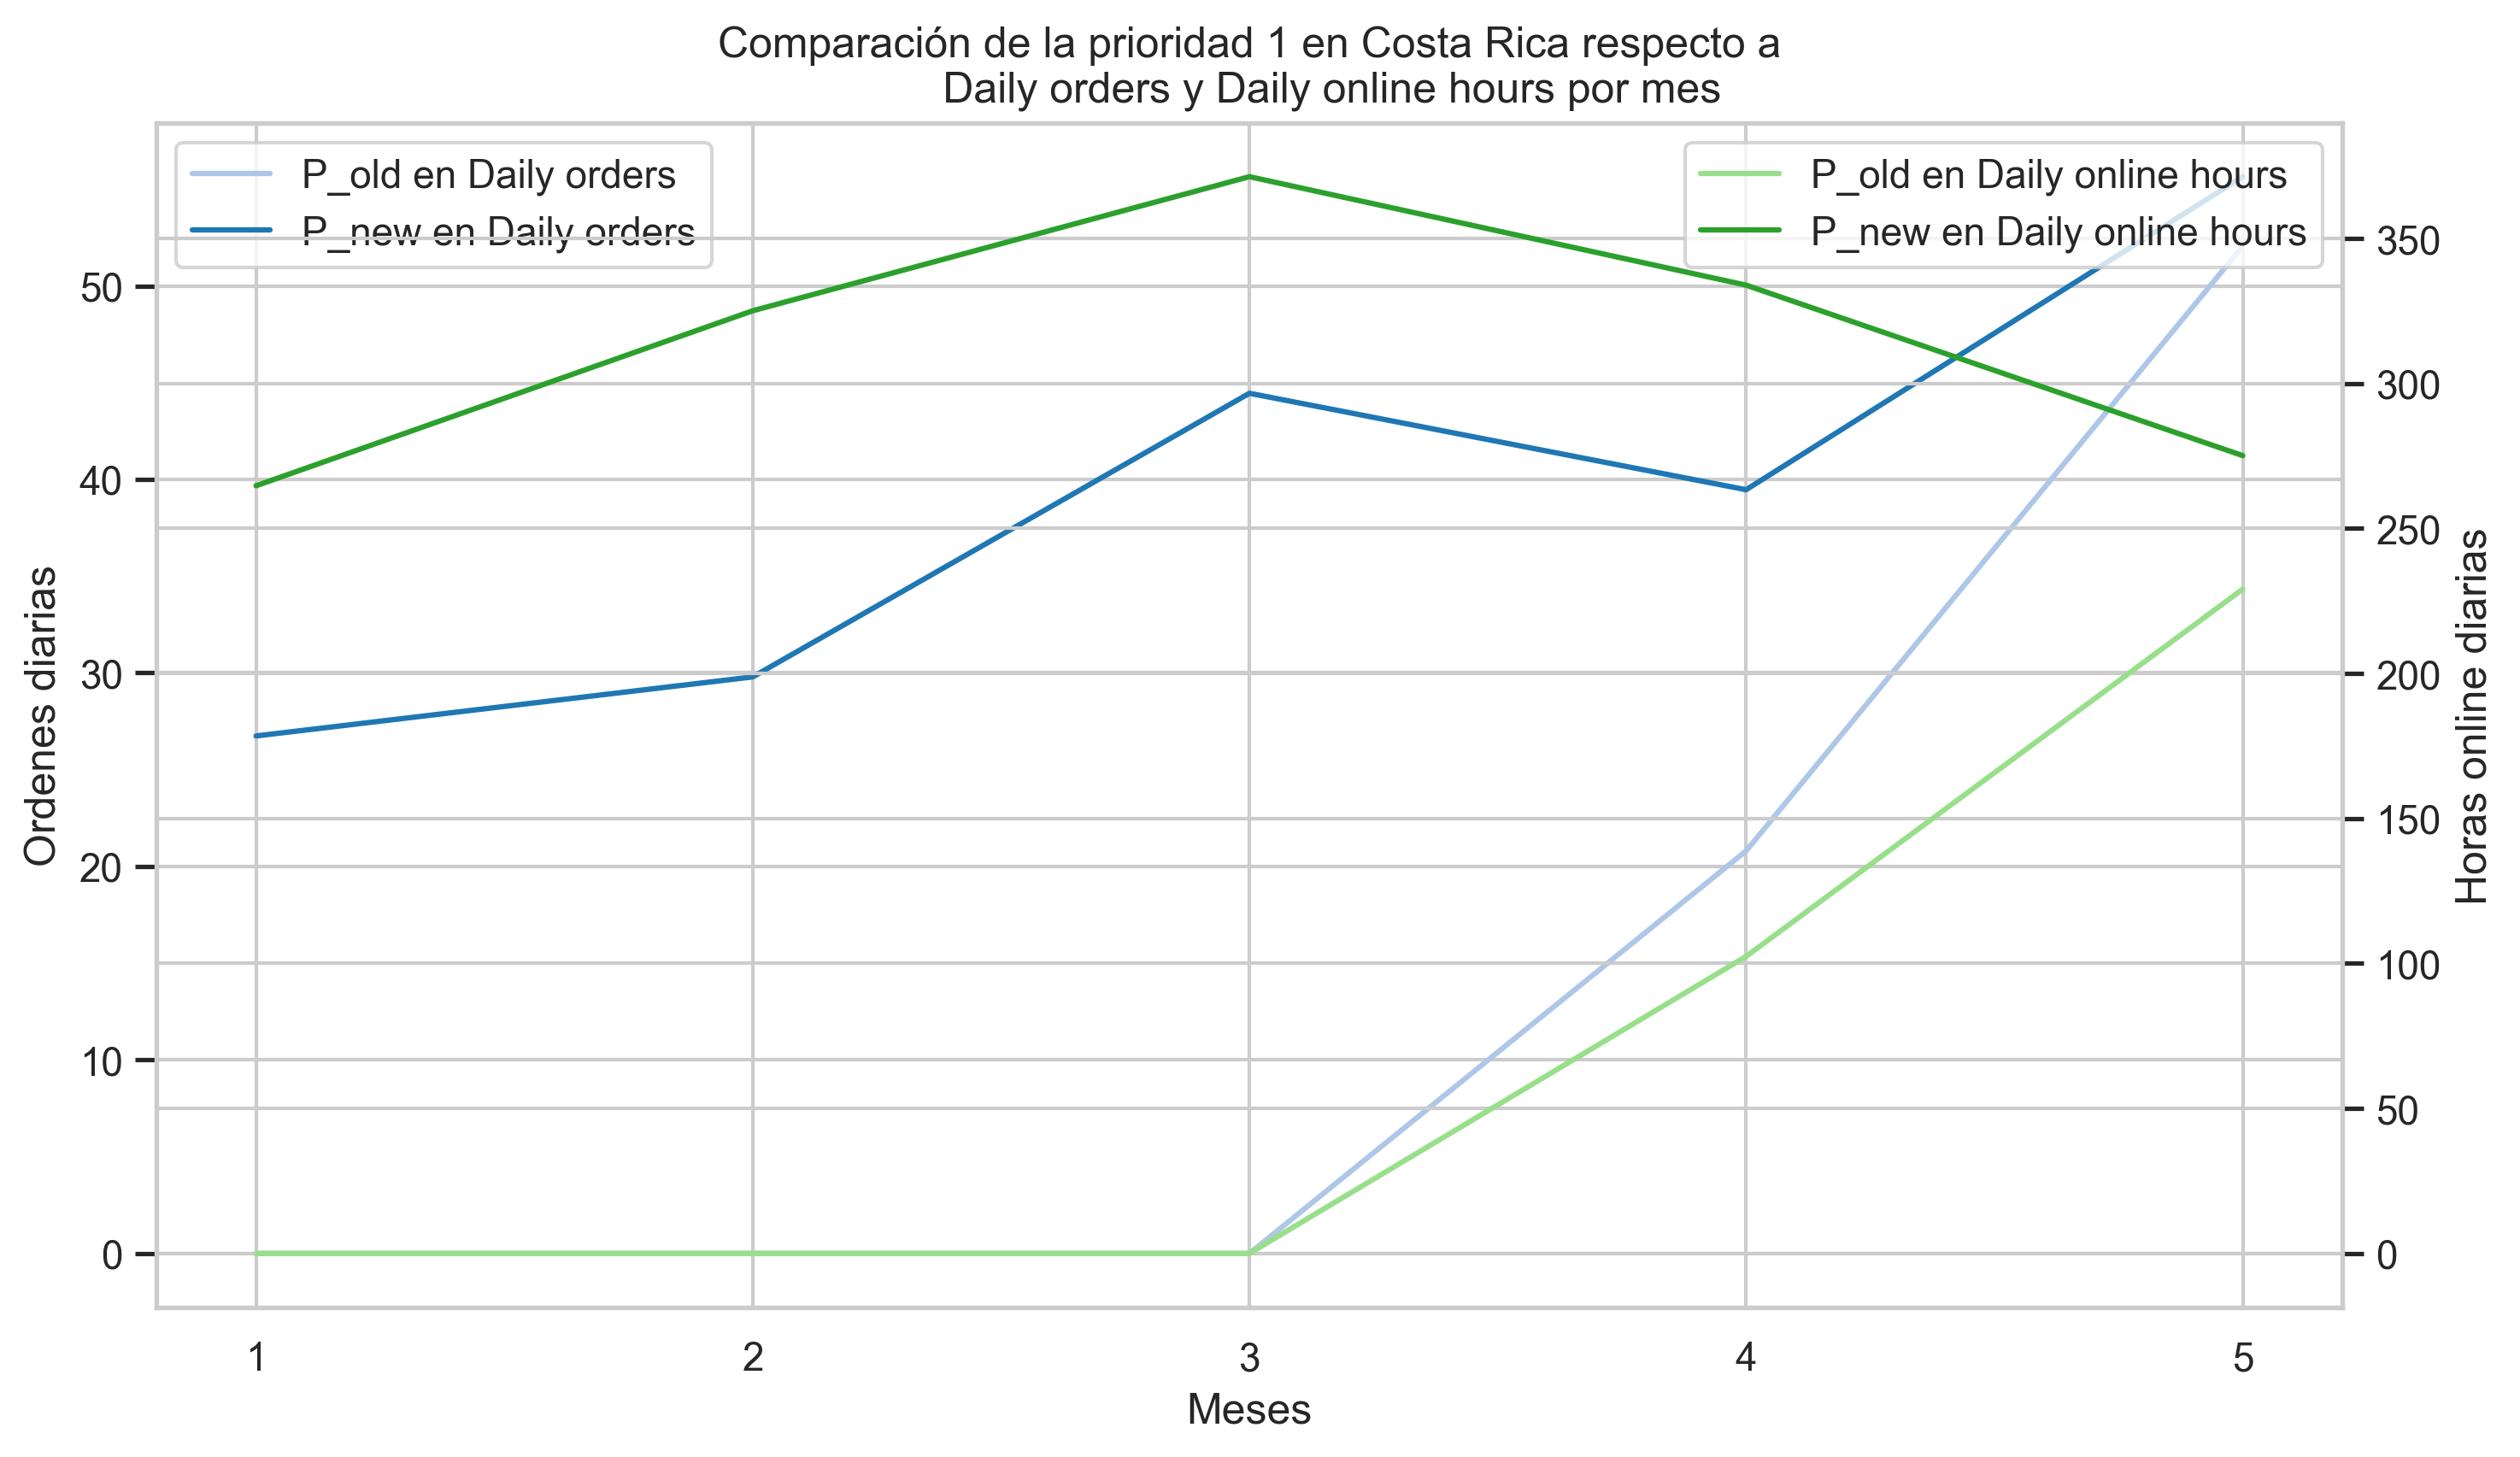 Comparación de la prioridad 1 en Costa Rica respecto a
Daily orders y Daily online hours por mes
P_old en Daily orders
P_new en Daily orders
P_old en Daily online hours
P_new en Daily online hours
Ordenes diarias
50
40
30
20
10
0
350
300
250
200
150
100
50
0
Horas online diarias
1 2 3 4 5
Meses